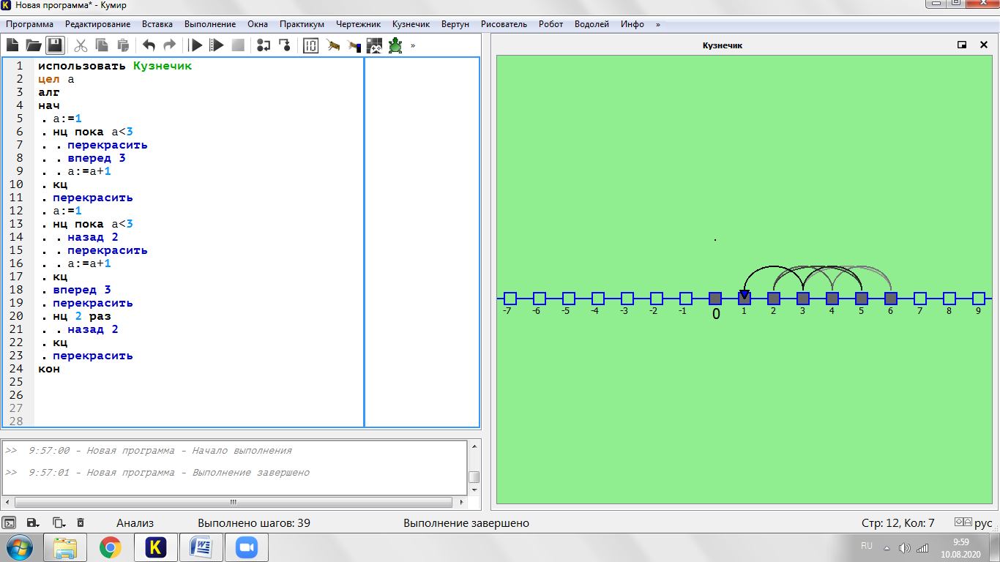 Новая программа* - Кумир
Программа Редактирование Вставка Выполнение Окна Практикум Чертежник Кузнечик Вертун Рисователь Робот Водолей Инфо »
»
Кузнечик
1 использовать Кузнечик
2 цел а
3 алг
4 нач
5 . а:=1
6 . нц пока а<3
7 . . перекрасить
8 . . вперед 3
9 . . а:=а+1
10 . кц
11 . перекрасить
12 . а:=1
13 . нц пока а<3
14 . . назад 2
15 . . перекрасить
16 . . а:=а+1
17 . кц
18 . вперед 3
19 . перекрасить
20 . нц 2 раз
21 . . назад 2
22 . кц
23 . перекрасить
24 кон
25
26
27
28
-7 -6 -5 -4 -3 -2 -1 0 1 2 3 4 5 6 7 8 9
>> 9:57:00 - Новая программа - Начало выполнения
>> 9:57:01 - Новая программа - Выполнение завершено
Анализ Выполнено шагов: 39 Выполнение завершено Стр: 12, Кол: 7 рус
RU
9:59
10.08.2020